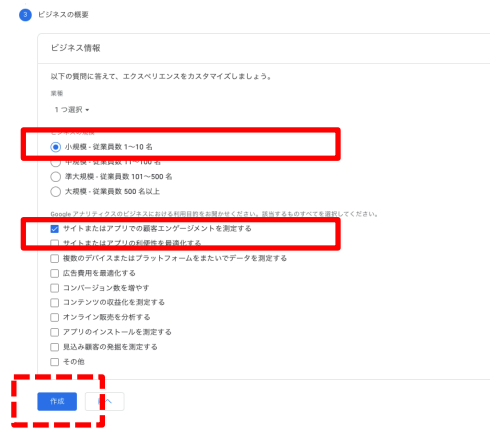 3 ビジネスの概要
ビジネス情報
以下の質問に答えて、エクスペリエンスをカスタマイズしましょう。
業種
1 つ選択
ビジネスの規模
小規模 - 従業員数 1～10 名
中規模 - 従業員数 11～100 名
準大規模 - 従業員数 101～500 名
大規模 - 従業員数 500 名以上
Google アナリティクスのビジネスにおける利用目的をお聞かせください。該当するものすべてを選択してください。
サイトまたはアプリでの顧客エンゲージメントを測定する
サイトまたはアプリの利便性を最適化する
複数のデバイスまたはプラットフォームをまたいでデータを測定する
広告費用を最適化する
コンバージョン数を増やす
コンテンツの収益化を測定する
オンライン販売を分析する
アプリのインストールを測定する
見込み顧客の発掘を測定する
その他
作成 へ